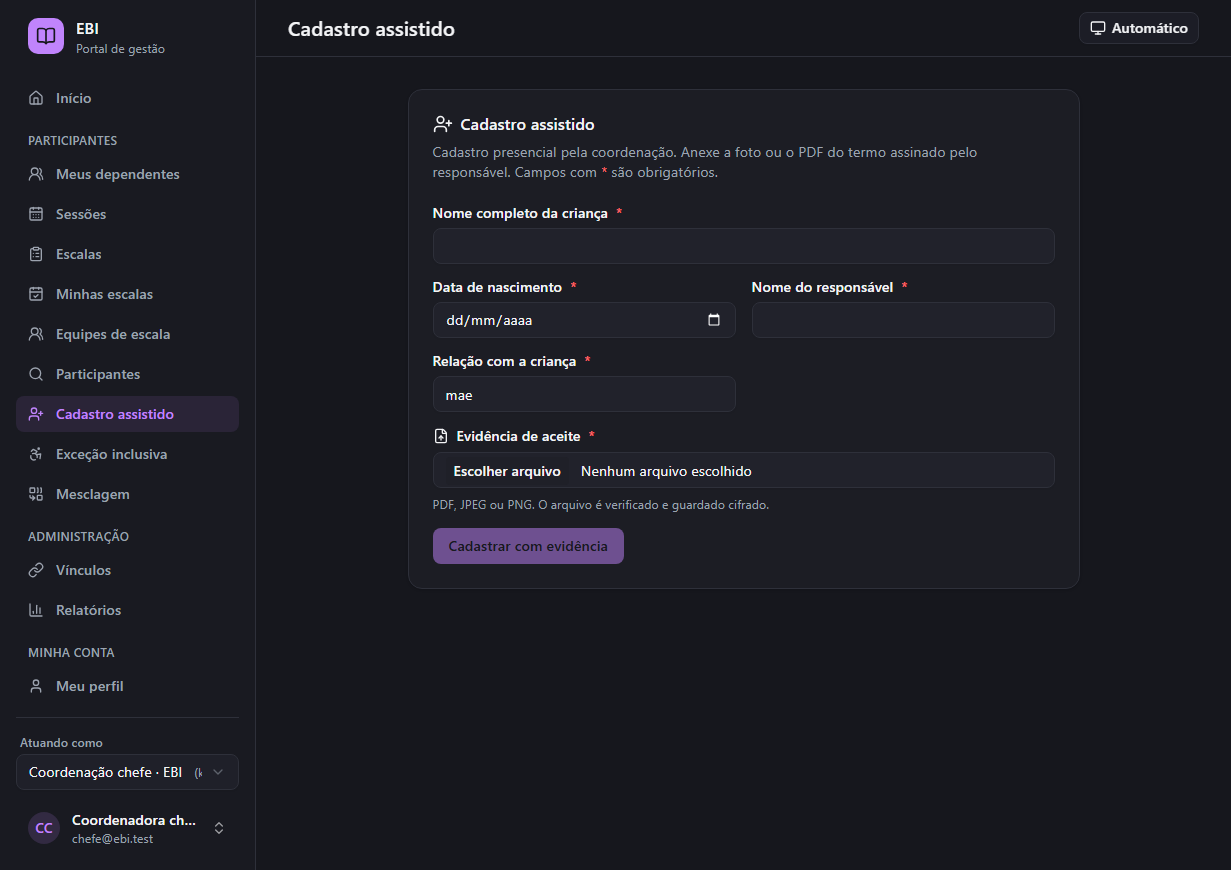 EBI
Portal de gestão
Início
PARTICIPANTES
Meus dependentes
Sessões
Escalas
Minhas escalas
Equipes de escala
Participantes
Cadastro assistido
Exceção inclusiva
Mesclagem
ADMINISTRAÇÃO
Vínculos
Relatórios
MINHA CONTA
Meu perfil
Atuando como
Coordenação chefe · EBI
CC
Coordenadora ch...
chefe@ebi.test
Cadastro assistido
Automático
Cadastro assistido
Cadastro presencial pela coordenação. Anexe a foto ou o PDF do termo assinado pelo
responsável. Campos com * são obrigatórios.
Nome completo da criança *
Data de nascimento *
dd/mm/aaaa
Nome do responsável *
Relação com a criança *
mae
Evidência de aceite *
Escolher arquivo Nenhum arquivo escolhido
PDF, JPEG ou PNG. O arquivo é verificado e guardado cifrado.
Cadastrar com evidência